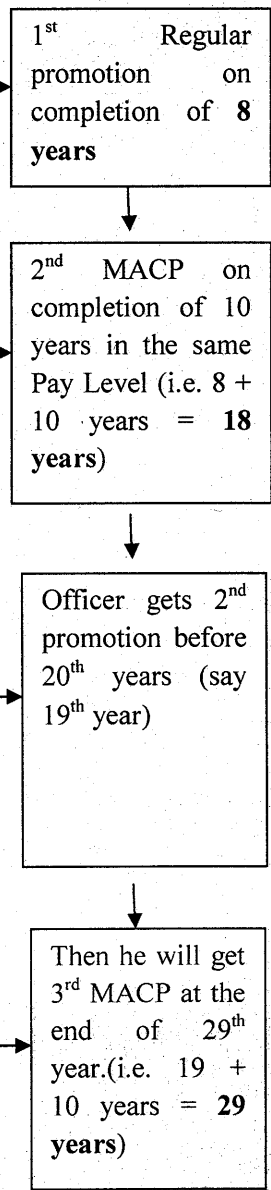 1st Regular
promotion on
completion of 8
years
2nd MACP on
completion of 10
years in the same
Pay Level (i.e. 8 +
10 years = 18
years)
Officer gets 2nd
promotion before
20th years (say
19th year)
Then he will get
3rd MACP at the
end of 29th
year.(i.e. 19 +
10 years = 29
years)